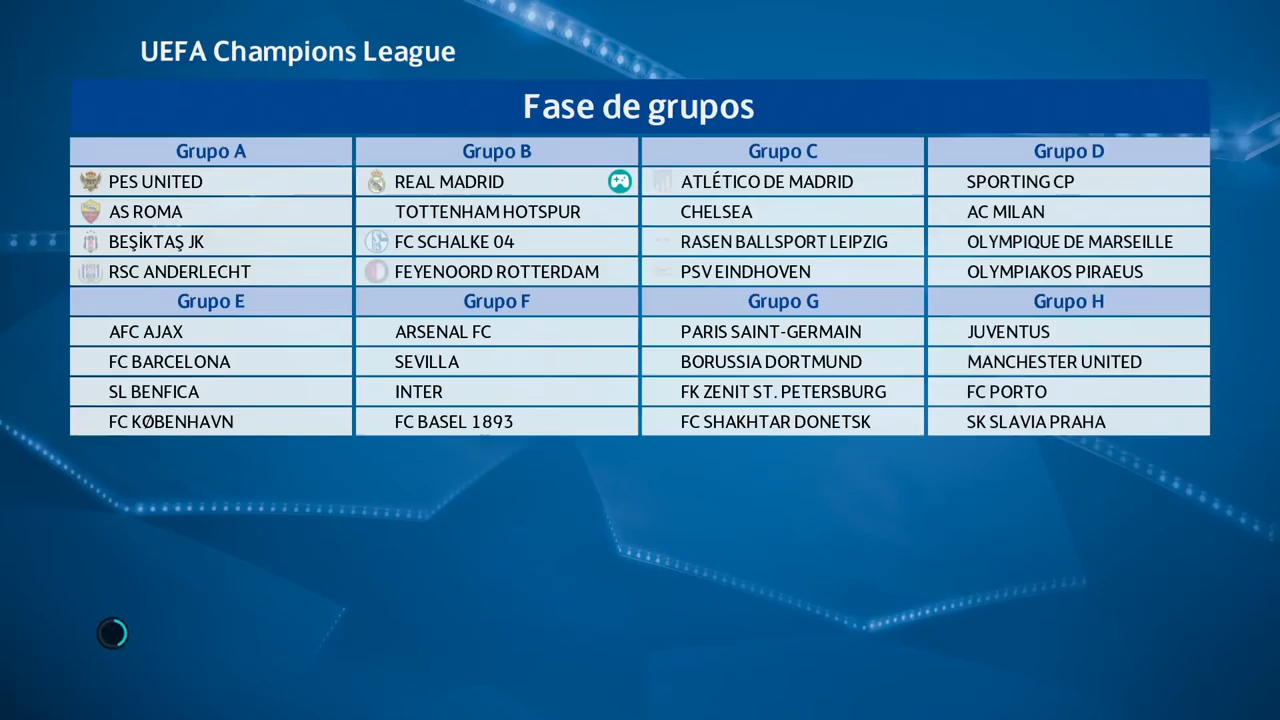 UEFA Champions League
Fase de grupos
Grupo A
PES UNITED
AS ROMA
BEŞİKTAŞ JK
RSC ANDERLECHT
Grupo B
REAL MADRID
TOTTENHAM HOTSPUR
FC SCHALKE 04
FEYENOORD ROTTERDAM
Grupo C
ATLÉTICO DE MADRID
CHELSEA
RASEN BALLSPORT LEIPZIG
PSV EINDHOVEN
Grupo D
SPORTING CP
AC MILAN
OLYMPIQUE DE MARSEILLE
OLYMPIAKOS PIRAEUS
Grupo E
AFC AJAX
FC BARCELONA
SL BENFICA
FC KØBENHAVN
Grupo F
ARSENAL FC
SEVILLA
INTER
FC BASEL 1893
Grupo G
PARIS SAINT-GERMAIN
BORUSSIA DORTMUND
FK ZENIT ST. PETERSBURG
FC SHAKHTAR DONETSK
Grupo H
JUVENTUS
MANCHESTER UNITED
FC PORTO
SK SLAVIA PRAHA